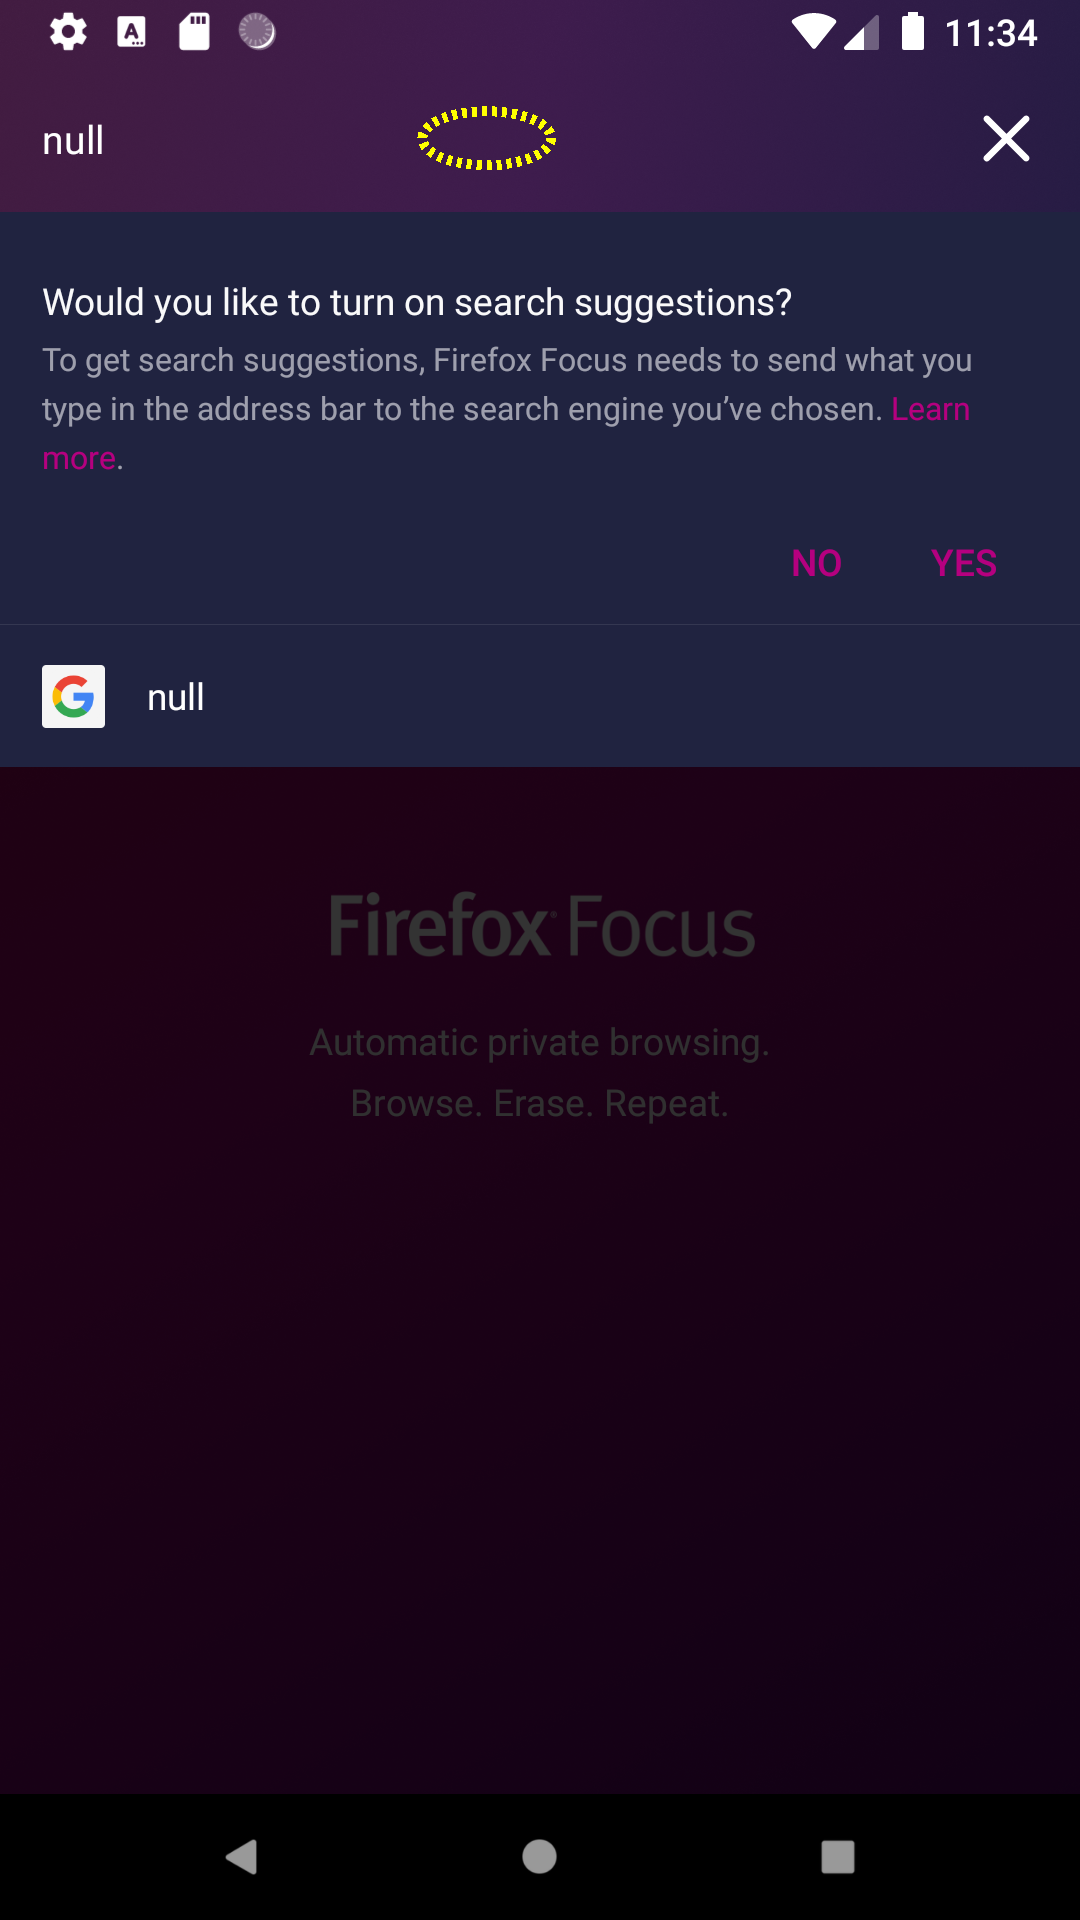 11:34
null
Would you like to turn on search suggestions?
To get search suggestions, Firefox Focus needs to send what you
type in the address bar to the search engine you’ve chosen. Learn
more.
NO YES
null
Firefox Focus
Automatic private browsing.
Browse. Erase. Repeat.